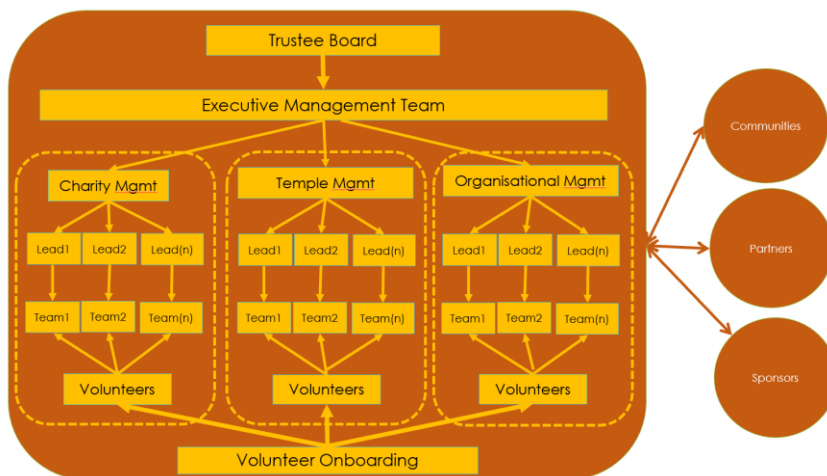 Trustee Board
Executive Management Team
Communities
Charity Mgmt
Temple Mgmt
Organisational Mgmt
Lead1 Lead2 Lead(n)
Lead1 Lead2 Lead(n)
Lead1 Lead2 Lead(n)
Partners
Team1 Team2 Team(n)
Team1 Team2 Team(n)
Team1 Team2 Team(n)
Volunteers
Volunteers
Volunteers
Sponsors
Volunteer Onboarding